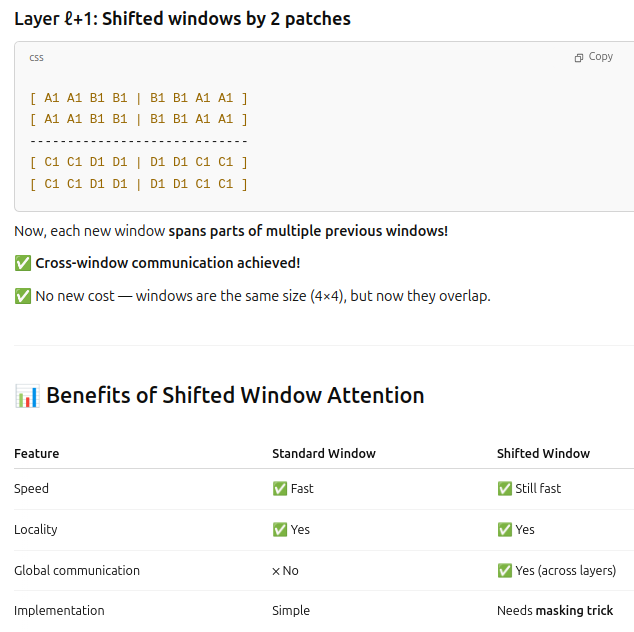 Layer ℓ+1: Shifted windows by 2 patches
css
Copy
[ A1 A1 B1 B1 | B1 B1 A1 A1 ]
[ A1 A1 B1 B1 | B1 B1 A1 A1 ]
-----------------------------
[ C1 C1 D1 D1 | D1 D1 C1 C1 ]
[ C1 C1 D1 D1 | D1 D1 C1 C1 ]
Now, each new window spans parts of multiple previous windows!
✅ Cross-window communication achieved!
✅ No new cost — windows are the same size (4×4), but now they overlap.
📊 Benefits of Shifted Window Attention
Feature Standard Window Shifted Window
Speed ✅ Fast ✅ Still fast
Locality ✅ Yes ✅ Yes
Global communication × No ✅ Yes (across layers)
Implementation Simple Needs masking trick